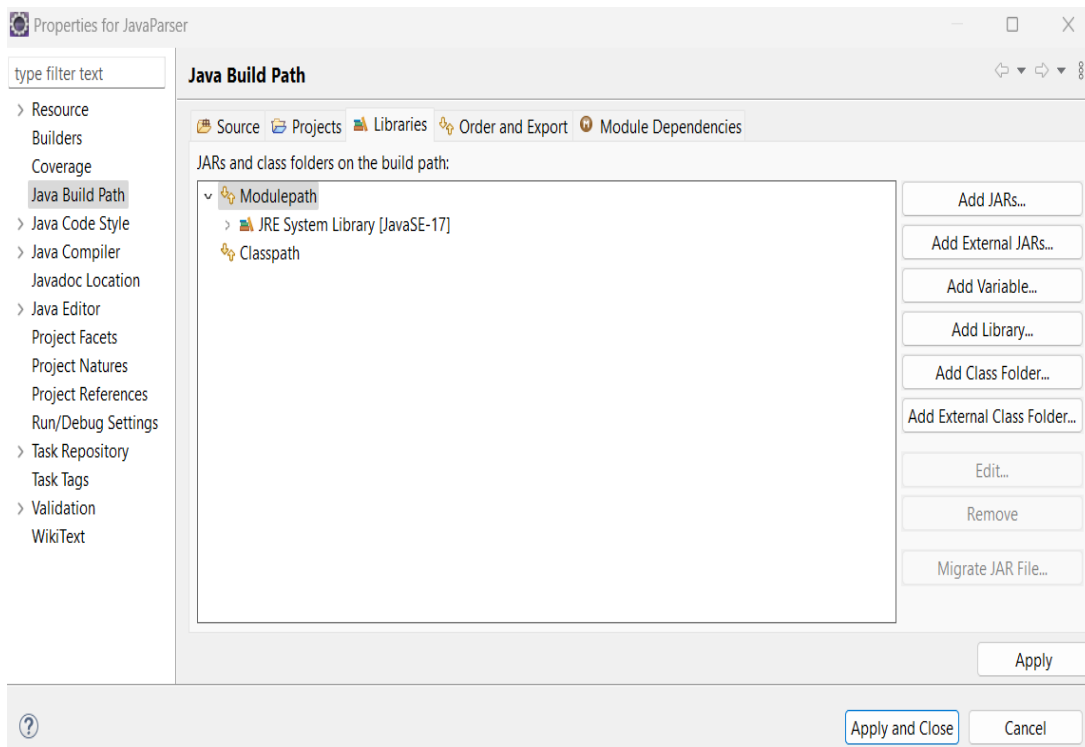 Properties for JavaParser
type filter text
Resource
Builders
Coverage
Java Build Path
Java Code Style
Java Compiler
Javadoc Location
Java Editor
Project Facets
Project Natures
Project References
Run/Debug Settings
Task Repository
Task Tags
Validation
WikiText
Java Build Path
Source Projects Libraries Order and Export Module Dependencies
JARs and class folders on the build path:
Modulepath
JRE System Library [JavaSE-17]
Classpath
Add JARs...
Add External JARs...
Add Variable...
Add Library...
Add Class Folder...
Add External Class Folder...
Edit...
Remove
Migrate JAR File...
Apply
?
Apply and Close Cancel